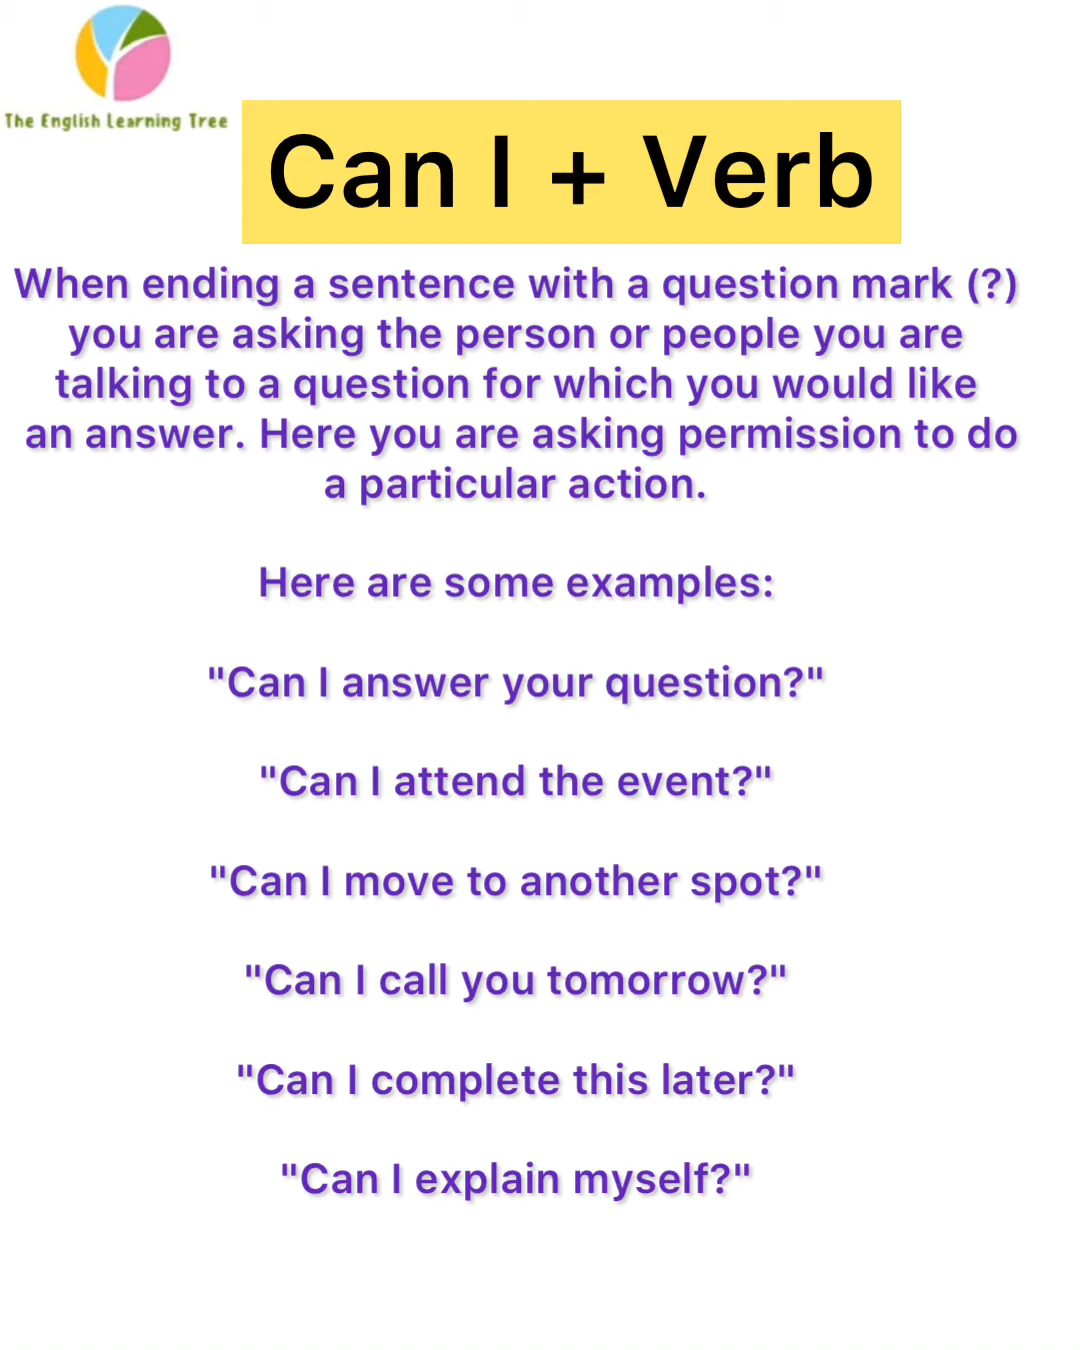 The English Learning Tree
Can I + Verb
When ending a sentence with a question mark (?)
you are asking the person or people you are
talking to a question for which you would like
an answer. Here you are asking permission to do
a particular action.
Here are some examples:
"Can I answer your question?"
"Can I attend the event?"
"Can I move to another spot?"
"Can I call you tomorrow?"
"Can I complete this later?"
"Can I explain myself?"